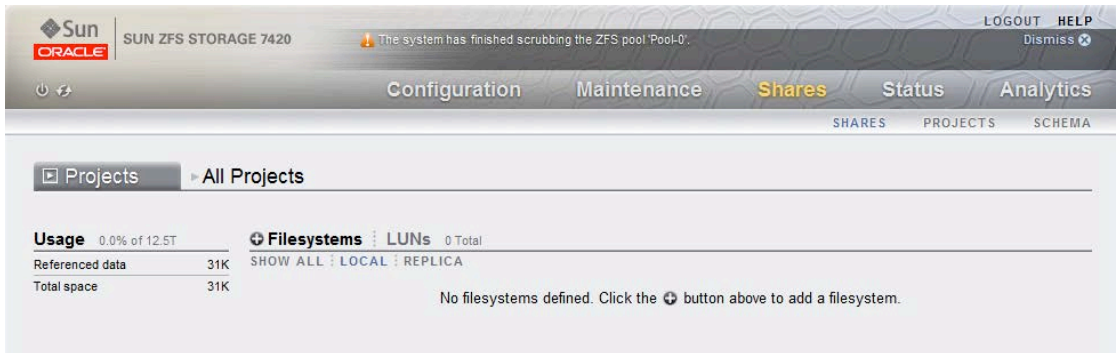 Sun
ORACLE
SUN ZFS STORAGE 7420
The system has finished scrubbing the ZFS pool 'Pool-0'.
LOGOUT HELP
Dismiss
Configuration Maintenance Shares Status Analytics
SHARES PROJECTS SCHEMA
Projects All Projects
Usage 0.0% of 12.5T
Referenced data 31K
Total space 31K
Filesystems LUNs 0 Total
SHOW ALL LOCAL REPLICA
No filesystems defined. Click the button above to add a filesystem.